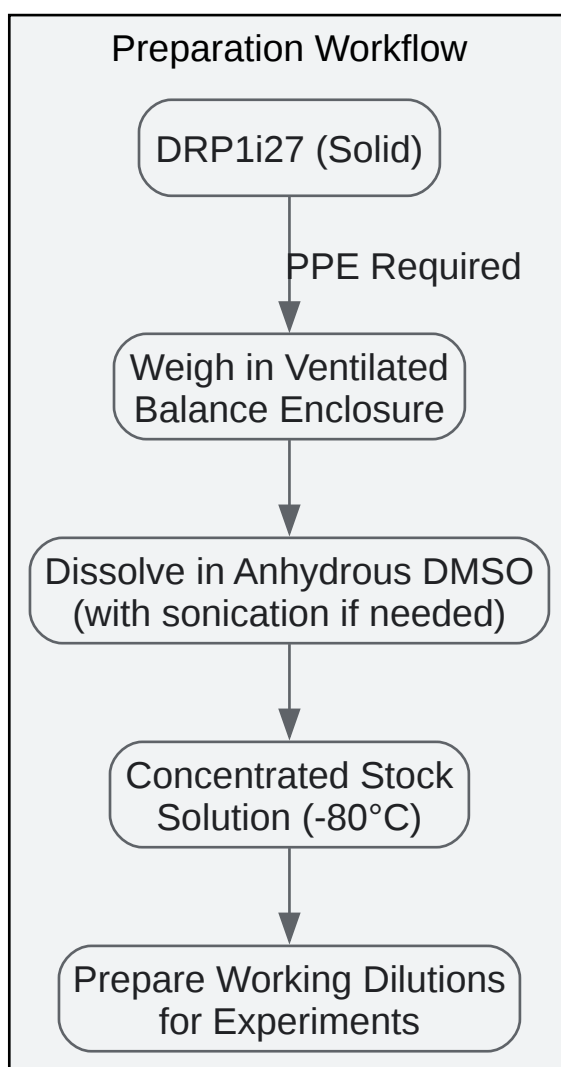 Preparation Workflow
DRP1i27 (Solid)
PPE Required
Weigh in Ventilated
Balance Enclosure
Dissolve in Anhydrous DMSO
(with sonication if needed)
Concentrated Stock
Solution (-80°C)
Prepare Working Dilutions
for Experiments